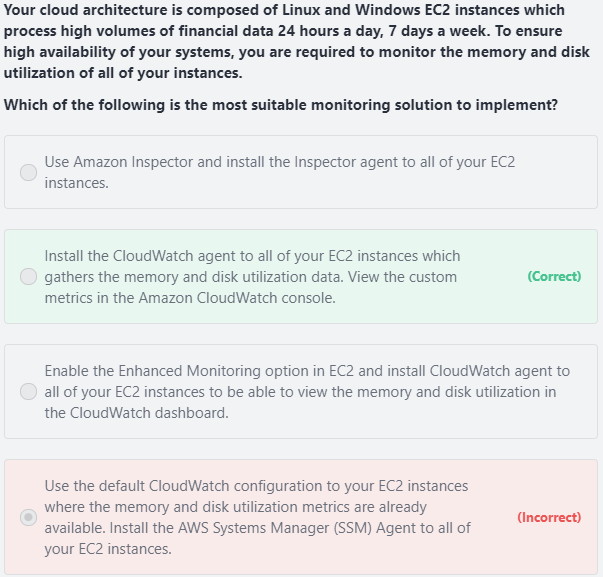 Your cloud architecture is composed of Linux and Windows EC2 instances which
process high volumes of financial data 24 hours a day, 7 days a week. To ensure
high availability of your systems, you are required to monitor the memory and disk
utilization of all of your instances.
Which of the following is the most suitable monitoring solution to implement?
Use Amazon Inspector and install the Inspector agent to all of your EC2
instances.
Install the CloudWatch agent to all of your EC2 instances which
gathers the memory and disk utilization data. View the custom
metrics in the Amazon CloudWatch console.
(Correct)
Enable the Enhanced Monitoring option in EC2 and install CloudWatch agent to
all of your EC2 instances to be able to view the memory and disk utilization in
the CloudWatch dashboard.
Use the default CloudWatch configuration to your EC2 instances
where the memory and disk utilization metrics are already
available. Install the AWS Systems Manager (SSM) Agent to all of
your EC2 instances.
(Incorrect)